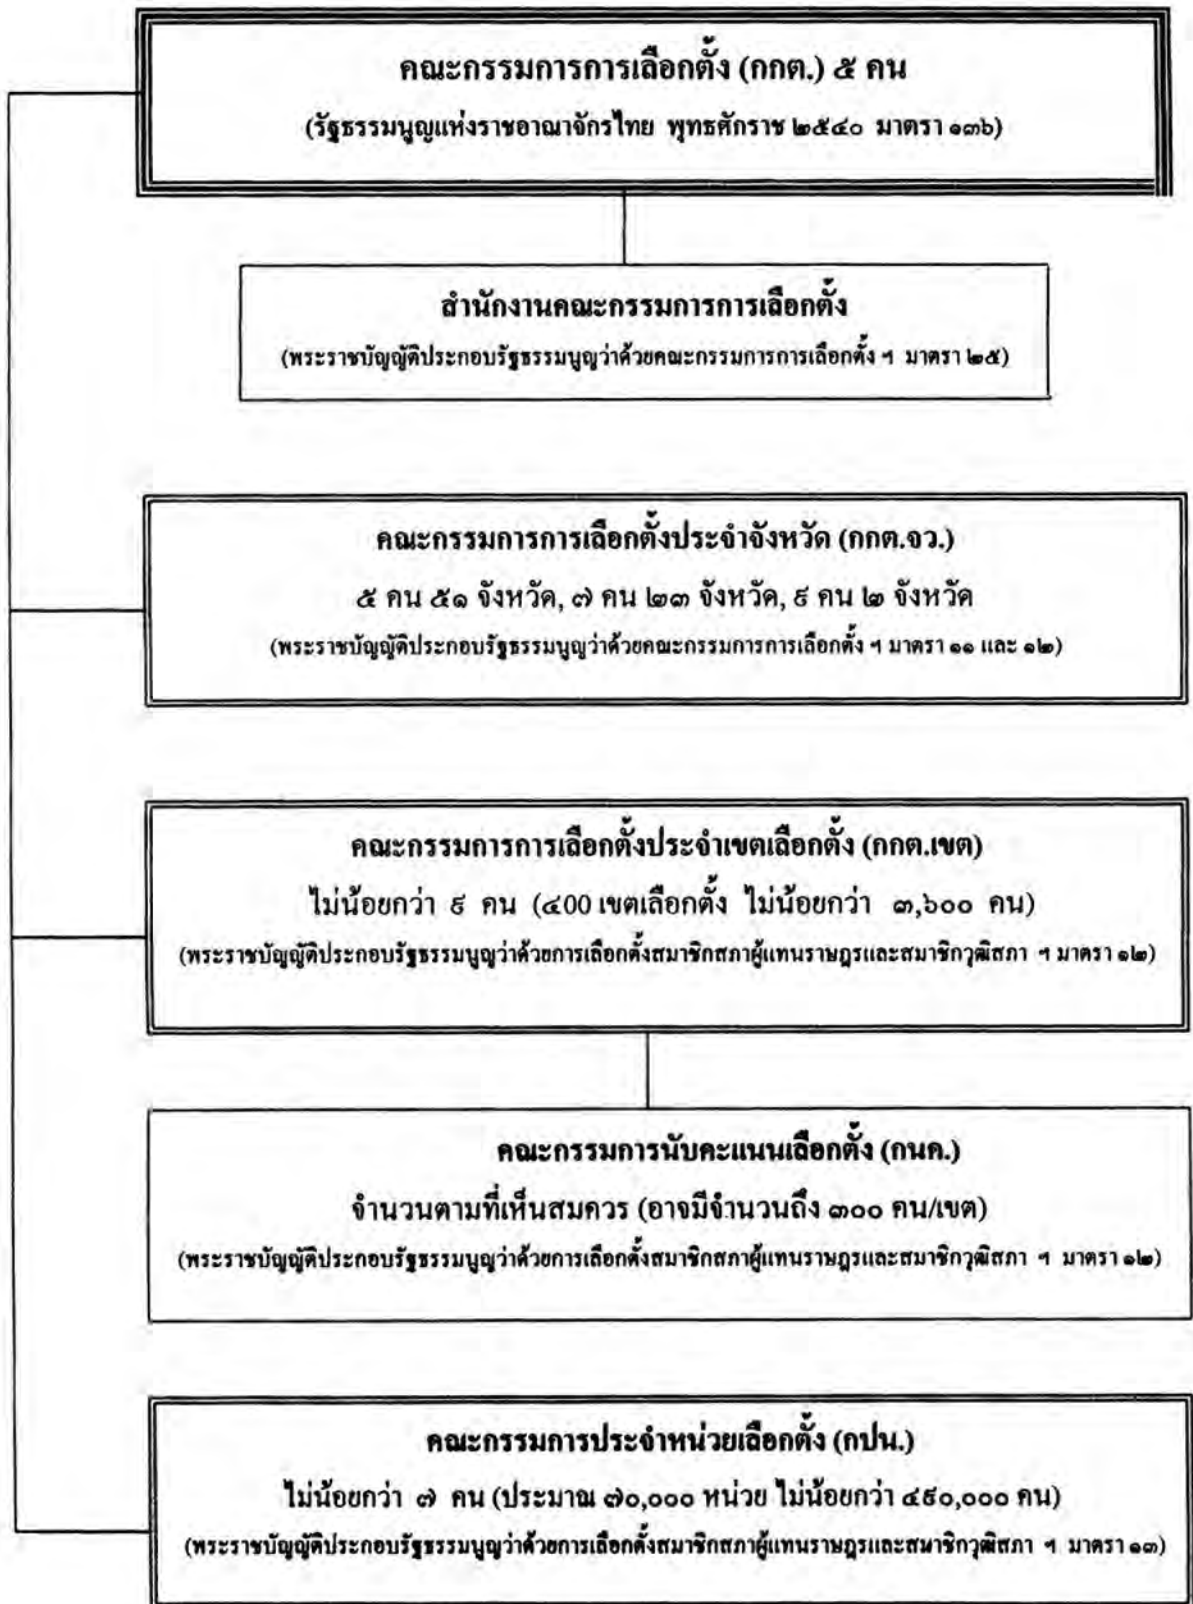 คณะกรรมการการเลือกตั้ง (กกต.) ๕ คน
(รัฐธรรมนูญแห่งราชอาณาจักรไทย พุทธศักราช ๒๕๔๐ มาตรา ๑๓๖)
สำนักงานคณะกรรมการการเลือกตั้ง
(พระราชบัญญัติประกอบรัฐธรรมนูญว่าด้วยคณะกรรมการการเลือกตั้ง ฯ มาตรา ๒๕)
คณะกรรมการการเลือกตั้งประจำจังหวัด (กกต.จว.)
๕ คน ๕๑ จังหวัด, ๗ คน ๒๓ จังหวัด, ๙ คน ๒ จังหวัด
(พระราชบัญญัติประกอบรัฐธรรมนูญว่าด้วยคณะกรรมการการเลือกตั้ง ฯ มาตรา ๑๑ และ ๑๒)
คณะกรรมการการเลือกตั้งประจำเขตเลือกตั้ง (กกต.เขต)
ไม่น้อยกว่า ๙ คน (๔00 เขตเลือกตั้ง ไม่น้อยกว่า ๓,๖๐๐ คน)
(พระราชบัญญัติประกอบรัฐธรรมนูญว่าด้วยการเลือกตั้งสมาชิกสภาผู้แทนราษฎรและสมาชิกวุฒิสภา ฯ มาตรา ๑๒)
คณะกรรมการนับคะแนนเลือกตั้ง (กนค.)
จำนวนตามที่เห็นสมควร (อาจมีจำนวนถึง ๓๐๐ คน/เขต)
(พระราชบัญญัติประกอบรัฐธรรมนูญว่าด้วยการเลือกตั้งสมาชิกสภาผู้แทนราษฎรและสมาชิกวุฒิสภา ฯ มาตรา ๑๒)
คณะกรรมการประจำหน่วยเลือกตั้ง (กปน.)
ไม่น้อยกว่า ๗ คน (ประมาณ ๗๐,๐๐๐ หน่วย ไม่น้อยกว่า ๔๙๐,๐๐๐ คน)
(พระราชบัญญัติประกอบรัฐธรรมนูญว่าด้วยการเลือกตั้งสมาชิกสภาผู้แทนราษฎรและสมาชิกวุฒิสภา ฯ มาตรา ๑๓)